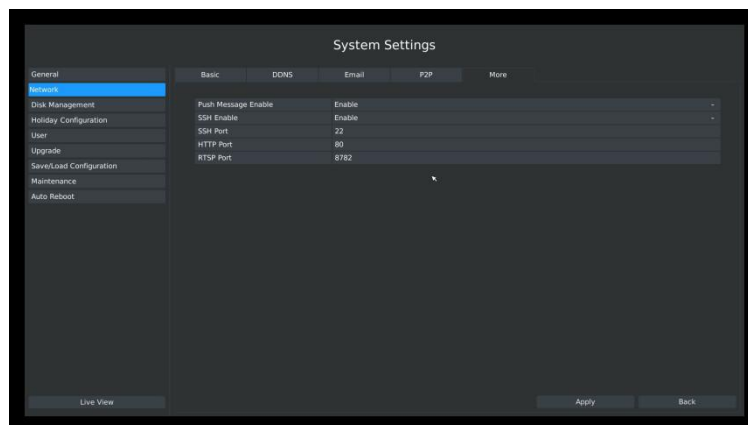 System Settings
General
Network
Disk Management
Holiday Configuration
User
Upgrade
Save/Load Configuration
Maintenance
Auto Reboot
Basic DDNS Email P2P More
Push Message Enable Enable
SSH Enable Enable
SSH Port 22
HTTP Port 80
RTSP Port 8782
Live View
Apply Back